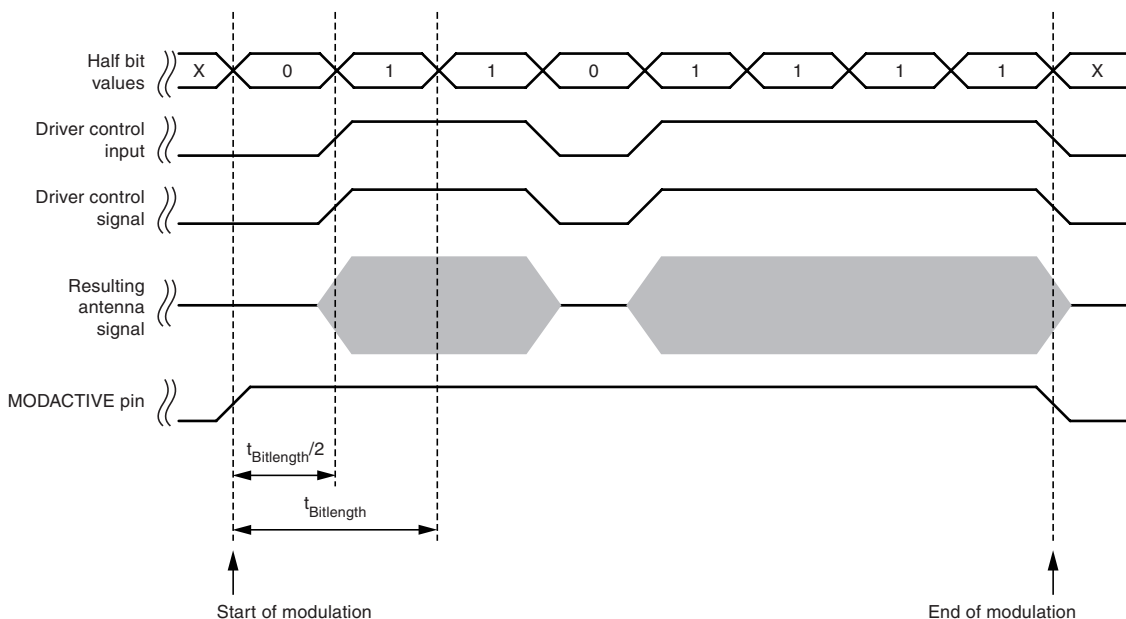 Half bit
values
X 0 1 1 0 1 1 1 1 X
Driver control
input
Driver control
signal
Resulting
antenna
signal
MODACTIVE pin
tBitlength/2
tBitlength
Start of modulation
End of modulation